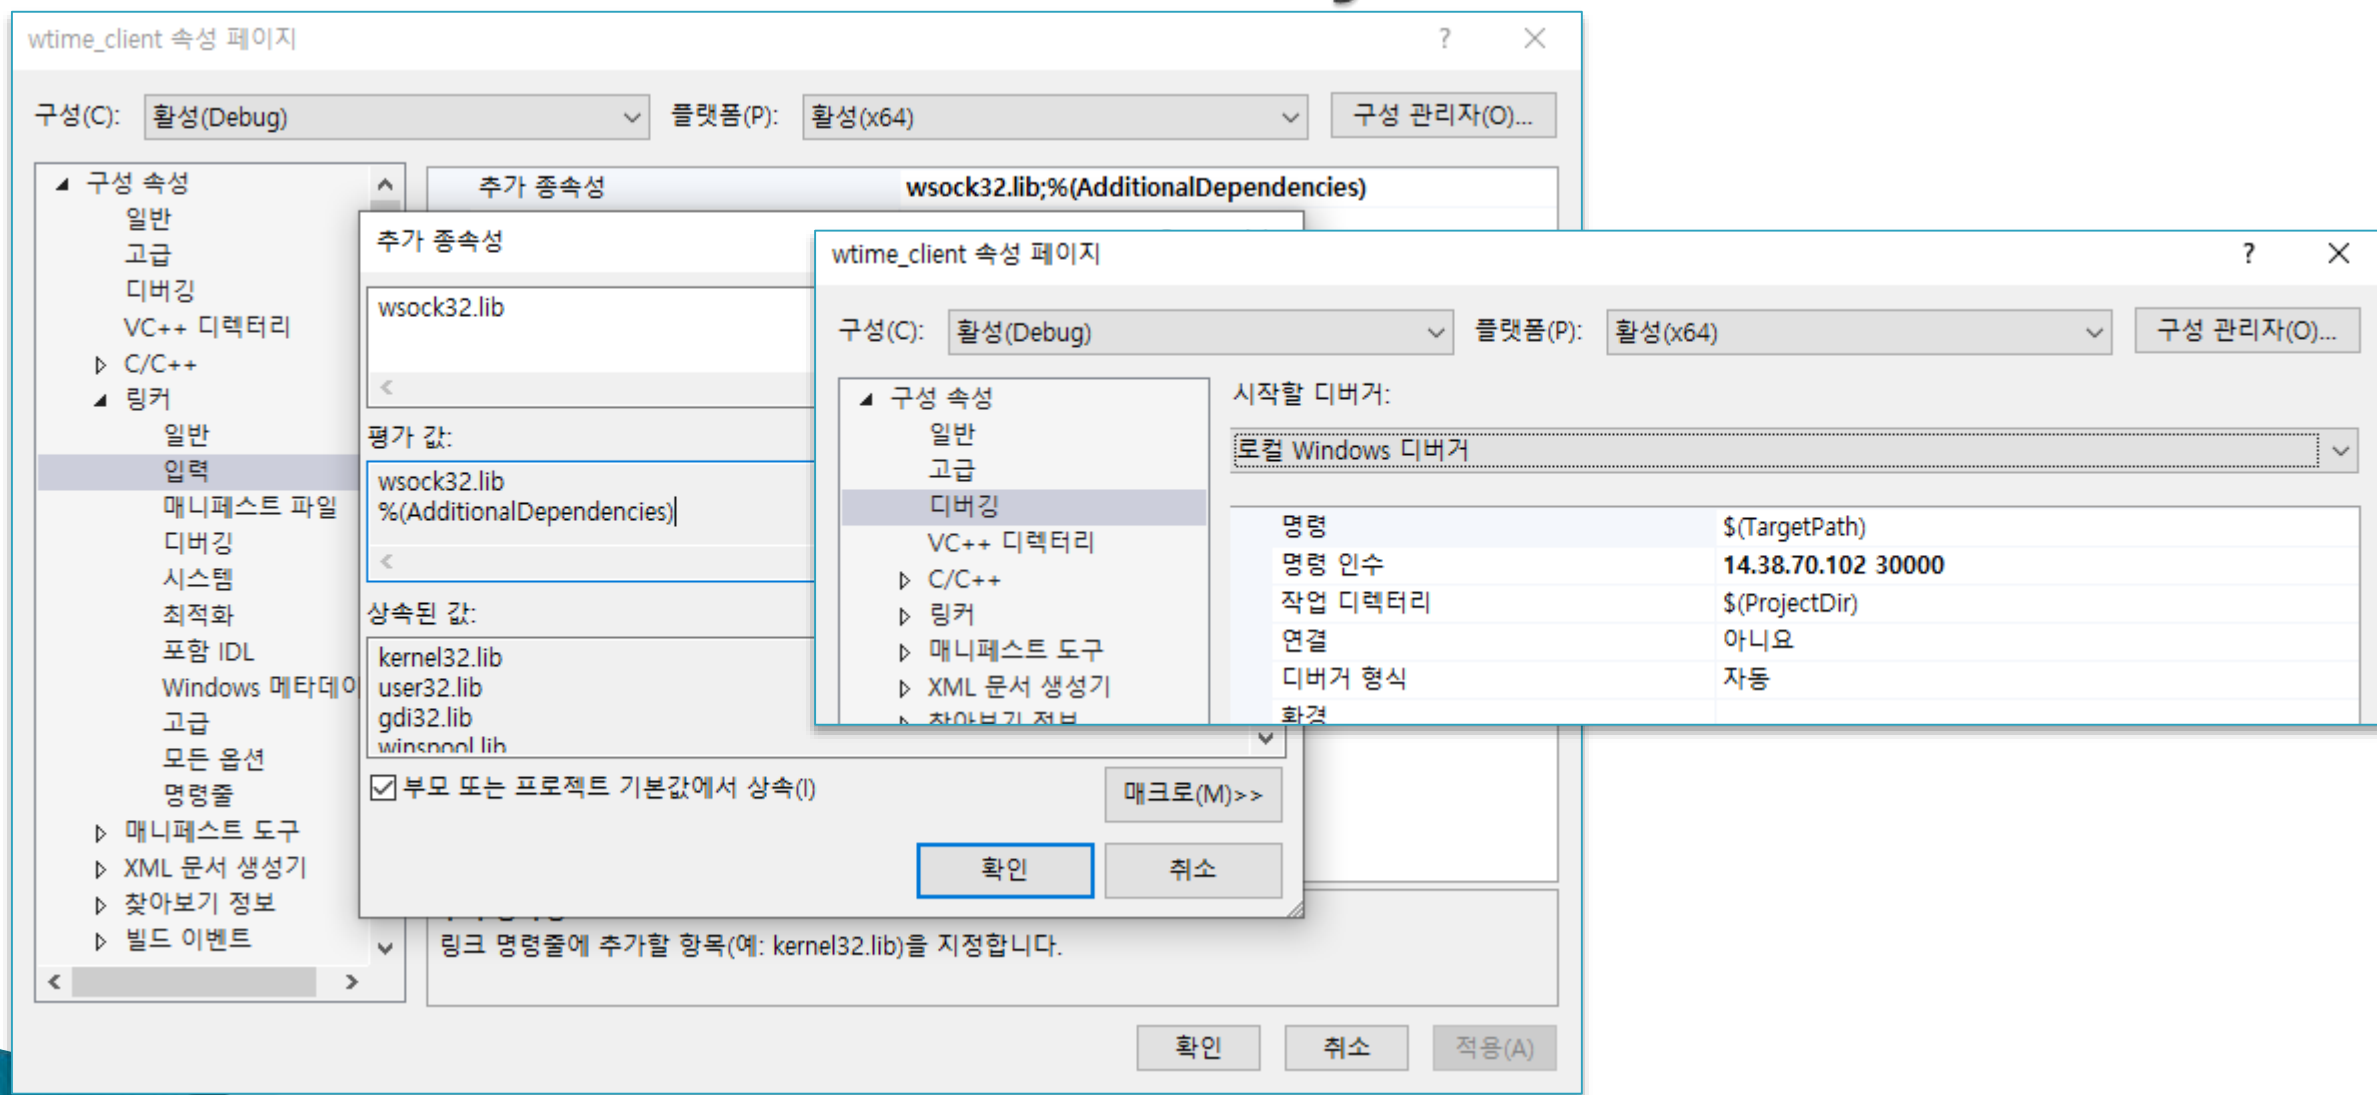 wtime_client 속성 페이지
구성(C): 활성(Debug) 플랫폼(P): 활성(x64) 구성 관리자(O)...
구성 속성
일반
고급
디버깅
VC++ 디렉터리
C/C++
링커
일반
입력
매니페스트 파일
디버깅
시스템
최적화
포함 IDL
Windows 메타데이
고급
모든 옵션
명령줄
매니페스트 도구
XML 문서 생성기
찾아보기 정보
빌드 이벤트
추가 종속성 wsock32.lib;%(AdditionalDependencies)
추가 종속성
wsock32.lib
평가 값:
wsock32.lib
%(AdditionalDependencies)
상속된 값:
kernel32.lib
user32.lib
gdi32.lib
winspool.lib
부모 또는 프로젝트 기본값에서 상속(I)
매크로(M)>>
확인 취소
링크 명령줄에 추가할 항목(예: kernel32.lib)을 지정합니다.
확인 취소 적용(A)
wtime_client 속성 페이지
구성(C): 활성(Debug) 플랫폼(P): 활성(x64) 구성 관리자(O)...
구성 속성
일반
고급
디버깅
VC++ 디렉터리
C/C++
링커
매니페스트 도구
XML 문서 생성기
찾아보기 정보
시작할 디버거:
로컬 Windows 디버거
명령 $(TargetPath)
명령 인수 14.38.70.102 30000
작업 디렉터리 $(ProjectDir)
연결 아니요
디버거 형식 자동
환경